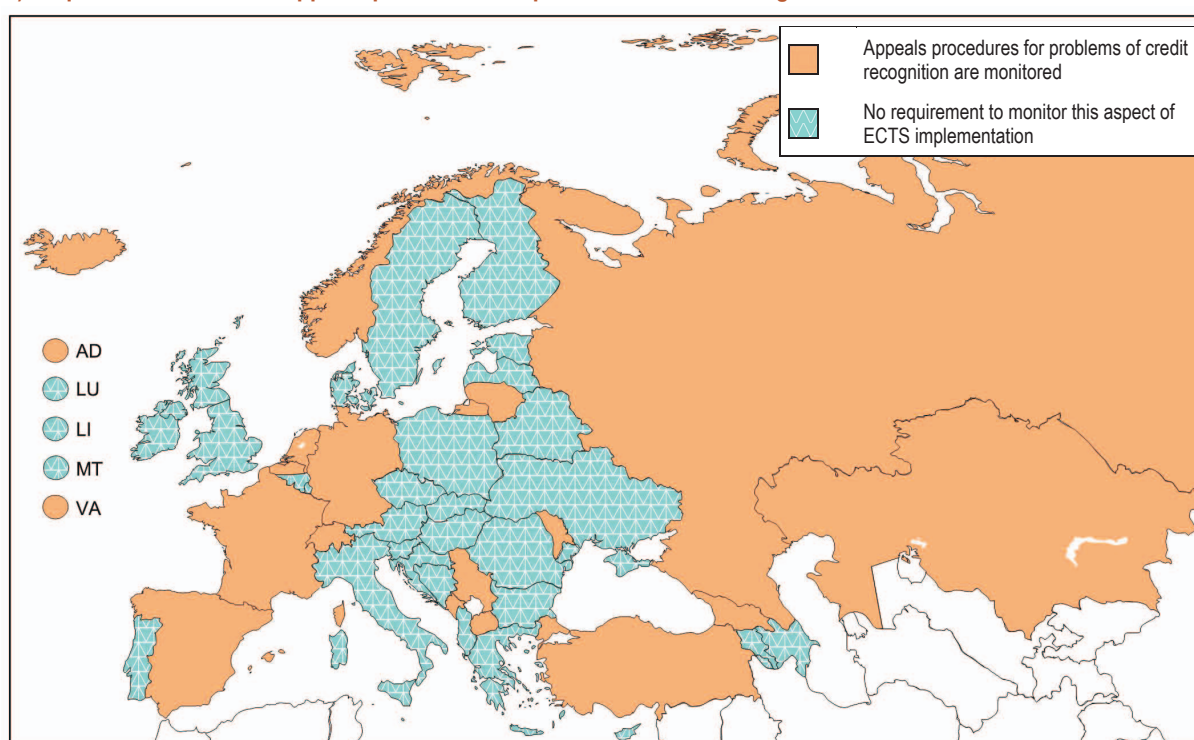 Appeals procedures for problems of credit
recognition are monitored
No requirement to monitor this aspect of
ECTS implementation
AD
LU
LI
MT
VA